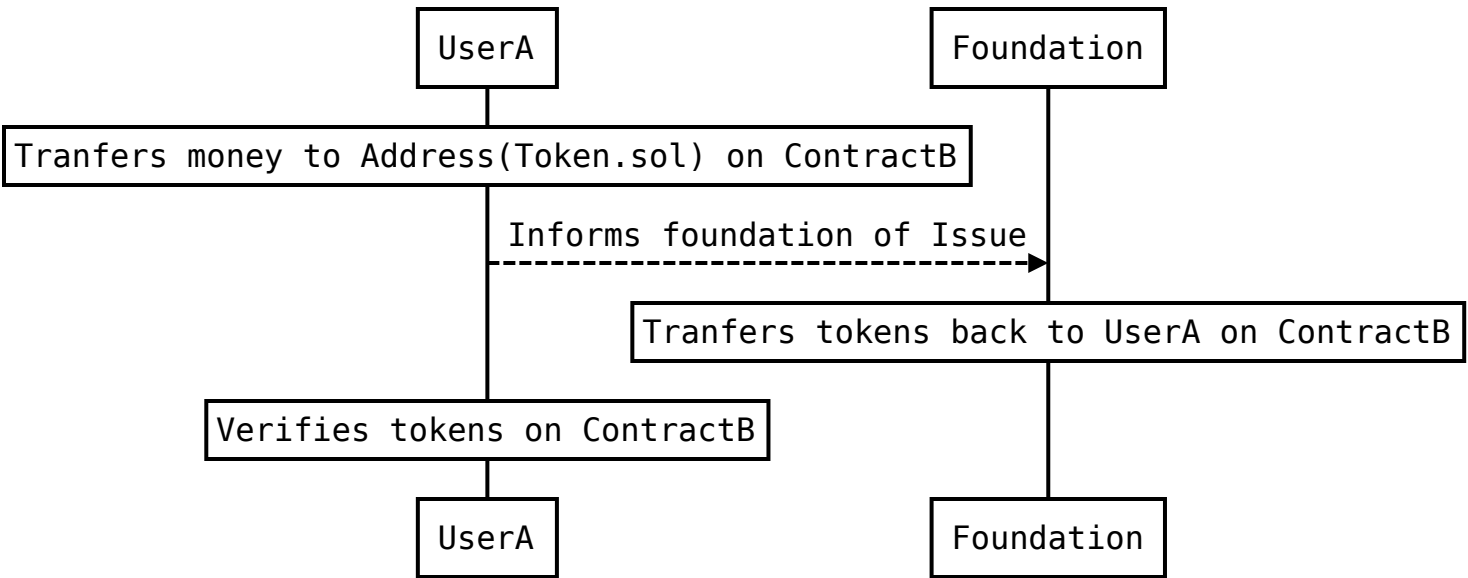 UserA
Foundation
Tranfers money to Address(Token.sol) on ContractB
Informs foundation of Issue
Tranfers tokens back to UserA on ContractB
Verifies tokens on ContractB
UserA
Foundation